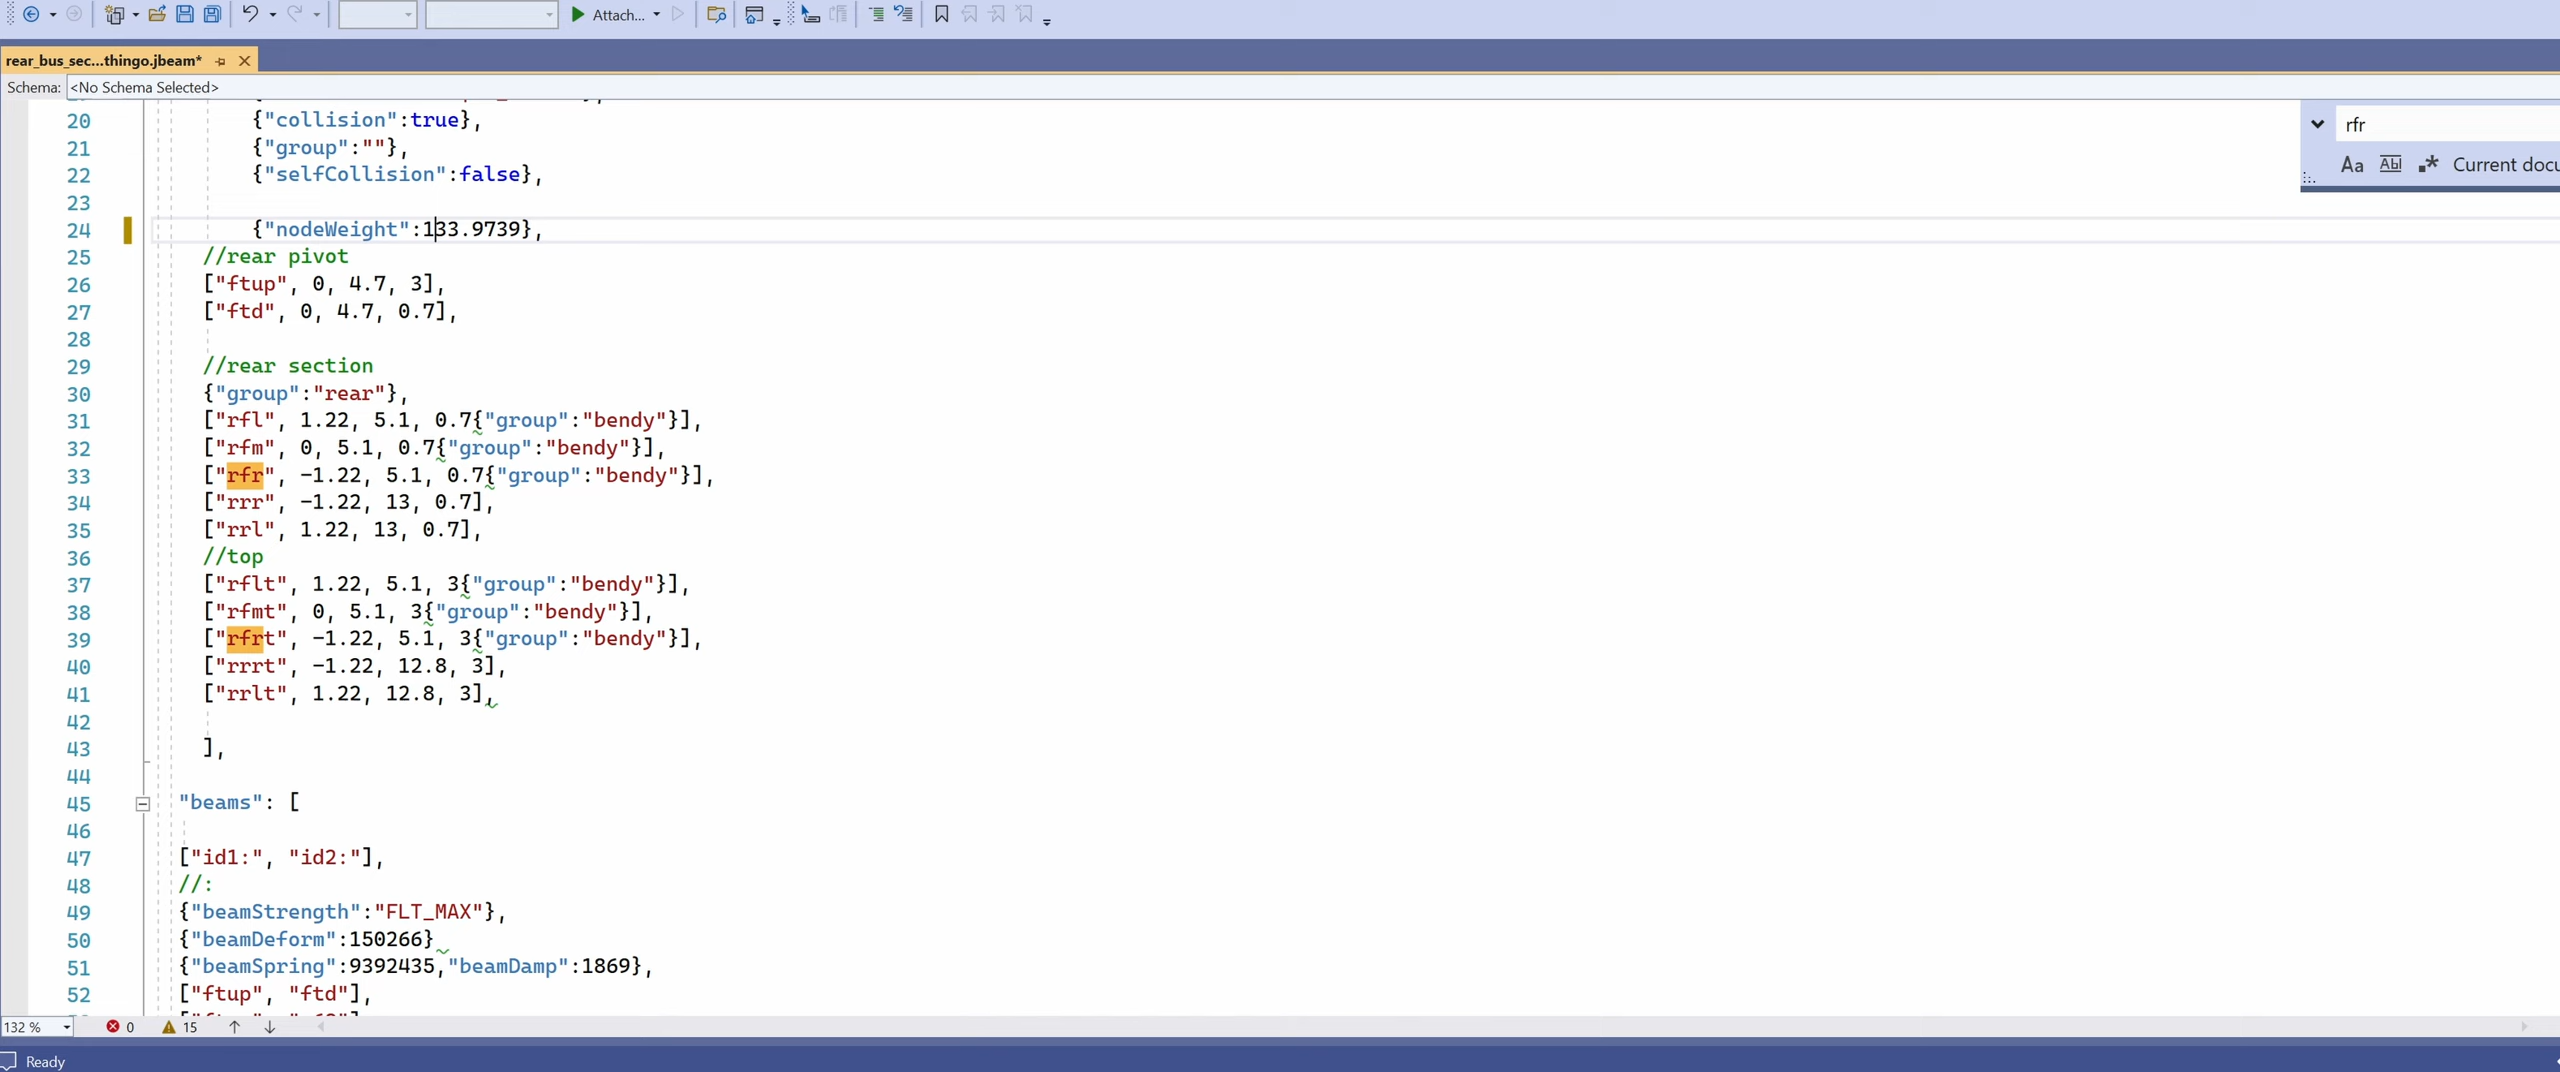 Attach...
rear_bus_sec...thingo.jbeam*
Schema: <No Schema Selected>
rfr
Current docu
20 {"collision":true},
21 {"group":""},
22 {"selfCollision":false},
23
24 {"nodeWeight":133.9739},
25 //rear pivot
26 ["ftup", 0, 4.7, 3],
27 ["ftd", 0, 4.7, 0.7],
28
29 //rear section
30 {"group":"rear"},
31 ["rfl", 1.22, 5.1, 0.7{"group":"bendy"}],
32 ["rfm", 0, 5.1, 0.7{"group":"bendy"}],
33 ["rfr", -1.22, 5.1, 0.7{"group":"bendy"}],
34 ["rrr", -1.22, 13, 0.7],
35 ["rrl", 1.22, 13, 0.7],
36 //top
37 ["rflt", 1.22, 5.1, 3{"group":"bendy"}],
38 ["rfmt", 0, 5.1, 3{"group":"bendy"}],
39 ["rfrt", -1.22, 5.1, 3{"group":"bendy"}],
40 ["rrrt", -1.22, 12.8, 3],
41 ["rrlt", 1.22, 12.8, 3],
42
43 ],
44
45 "beams": [
46
47 ["id1:", "id2:"],
48 //:
49 {"beamStrength":"FLT_MAX"},
50 {"beamDeform":150266}
51 {"beamSpring":9392435,"beamDamp":1869},
52 ["ftup", "ftd"],
132 % 0 15
Ready